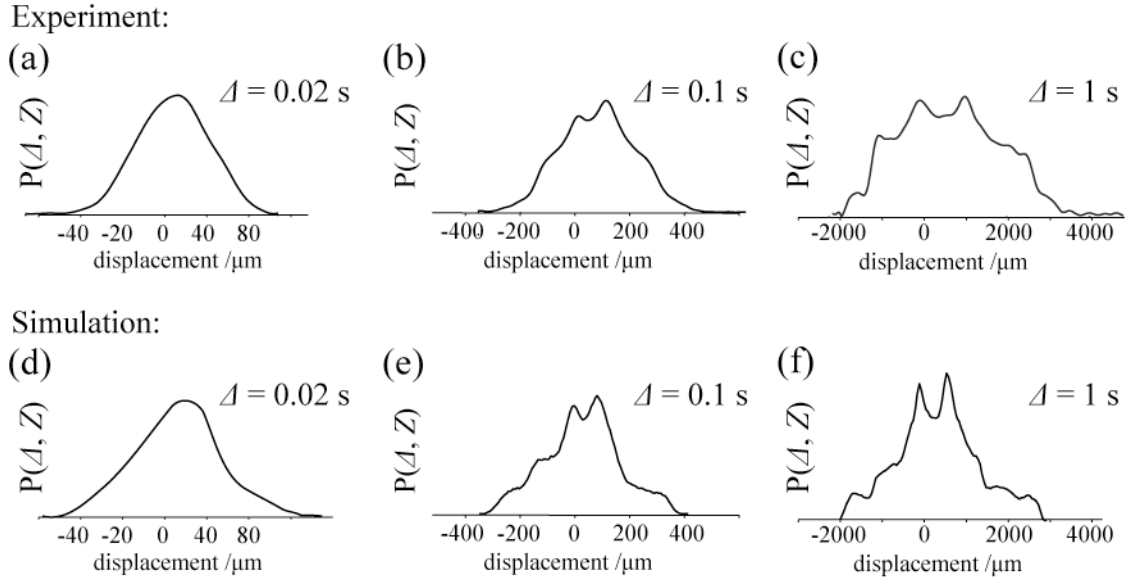 Experiment:
(a)
Δ = 0.02 s
P(Δ, Z)
-40 -20 0 40 80
displacement /μm
(b)
Δ = 0.1 s
P(Δ, Z)
-400 -200 0 200 400
displacement /μm
(c)
Δ = 1 s
P(Δ, Z)
-2000 0 2000 4000
displacement /μm
Simulation:
(d)
Δ = 0.02 s
P(Δ, Z)
-40 -20 0 40 80
displacement /μm
(e)
Δ = 0.1 s
P(Δ, Z)
-400 -200 0 200 400
displacement /μm
(f)
Δ = 1 s
P(Δ, Z)
-2000 0 2000 4000
displacement /μm